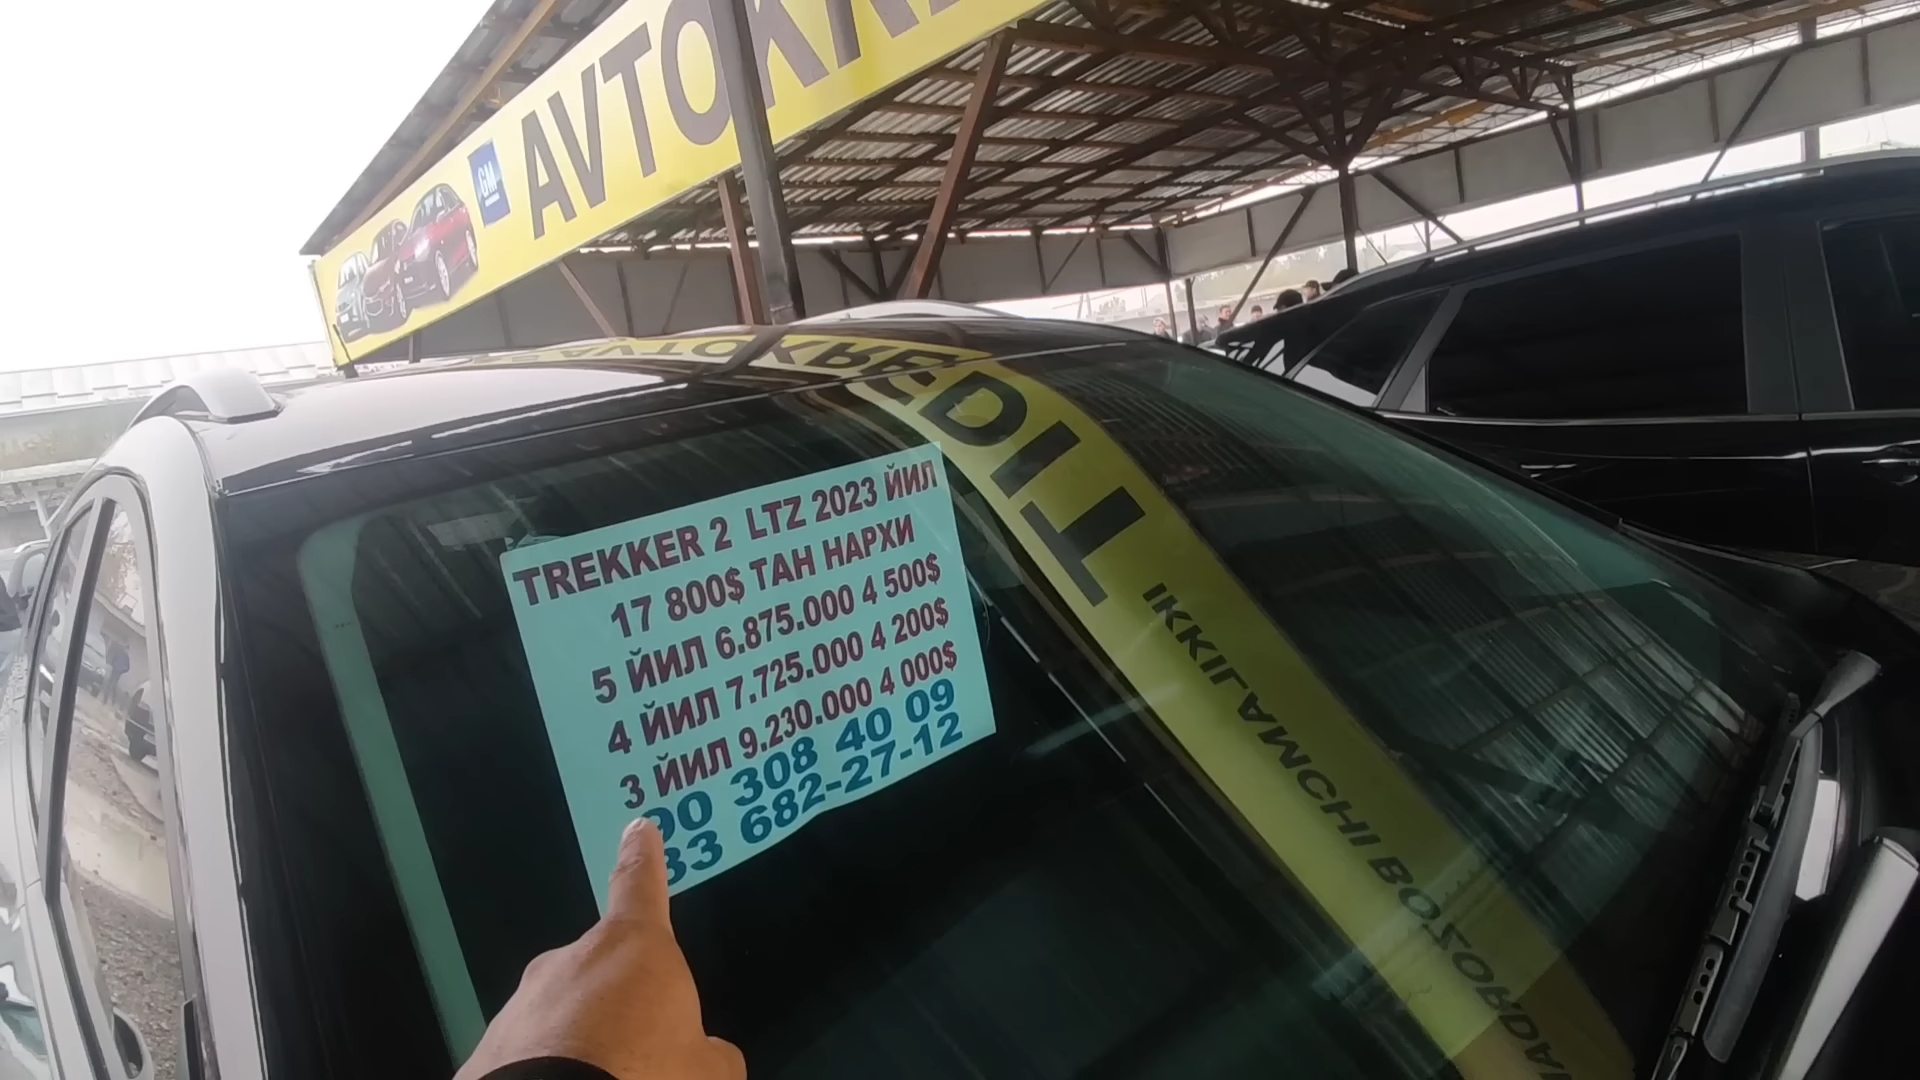 AVTOKR
GM
TREKKER 2 LTZ 2023 ЙИЛ
17 800$ ТАН НАРХИ
5 ЙИЛ 6.875.000 4 500$
4 ЙИЛ 7.725.000 4 200$
3 ЙИЛ 9.230.000 4 000$
90 308 40 09
33 682-27-12
AVTOKREDIT
IKKILAMCHI BOZORDA